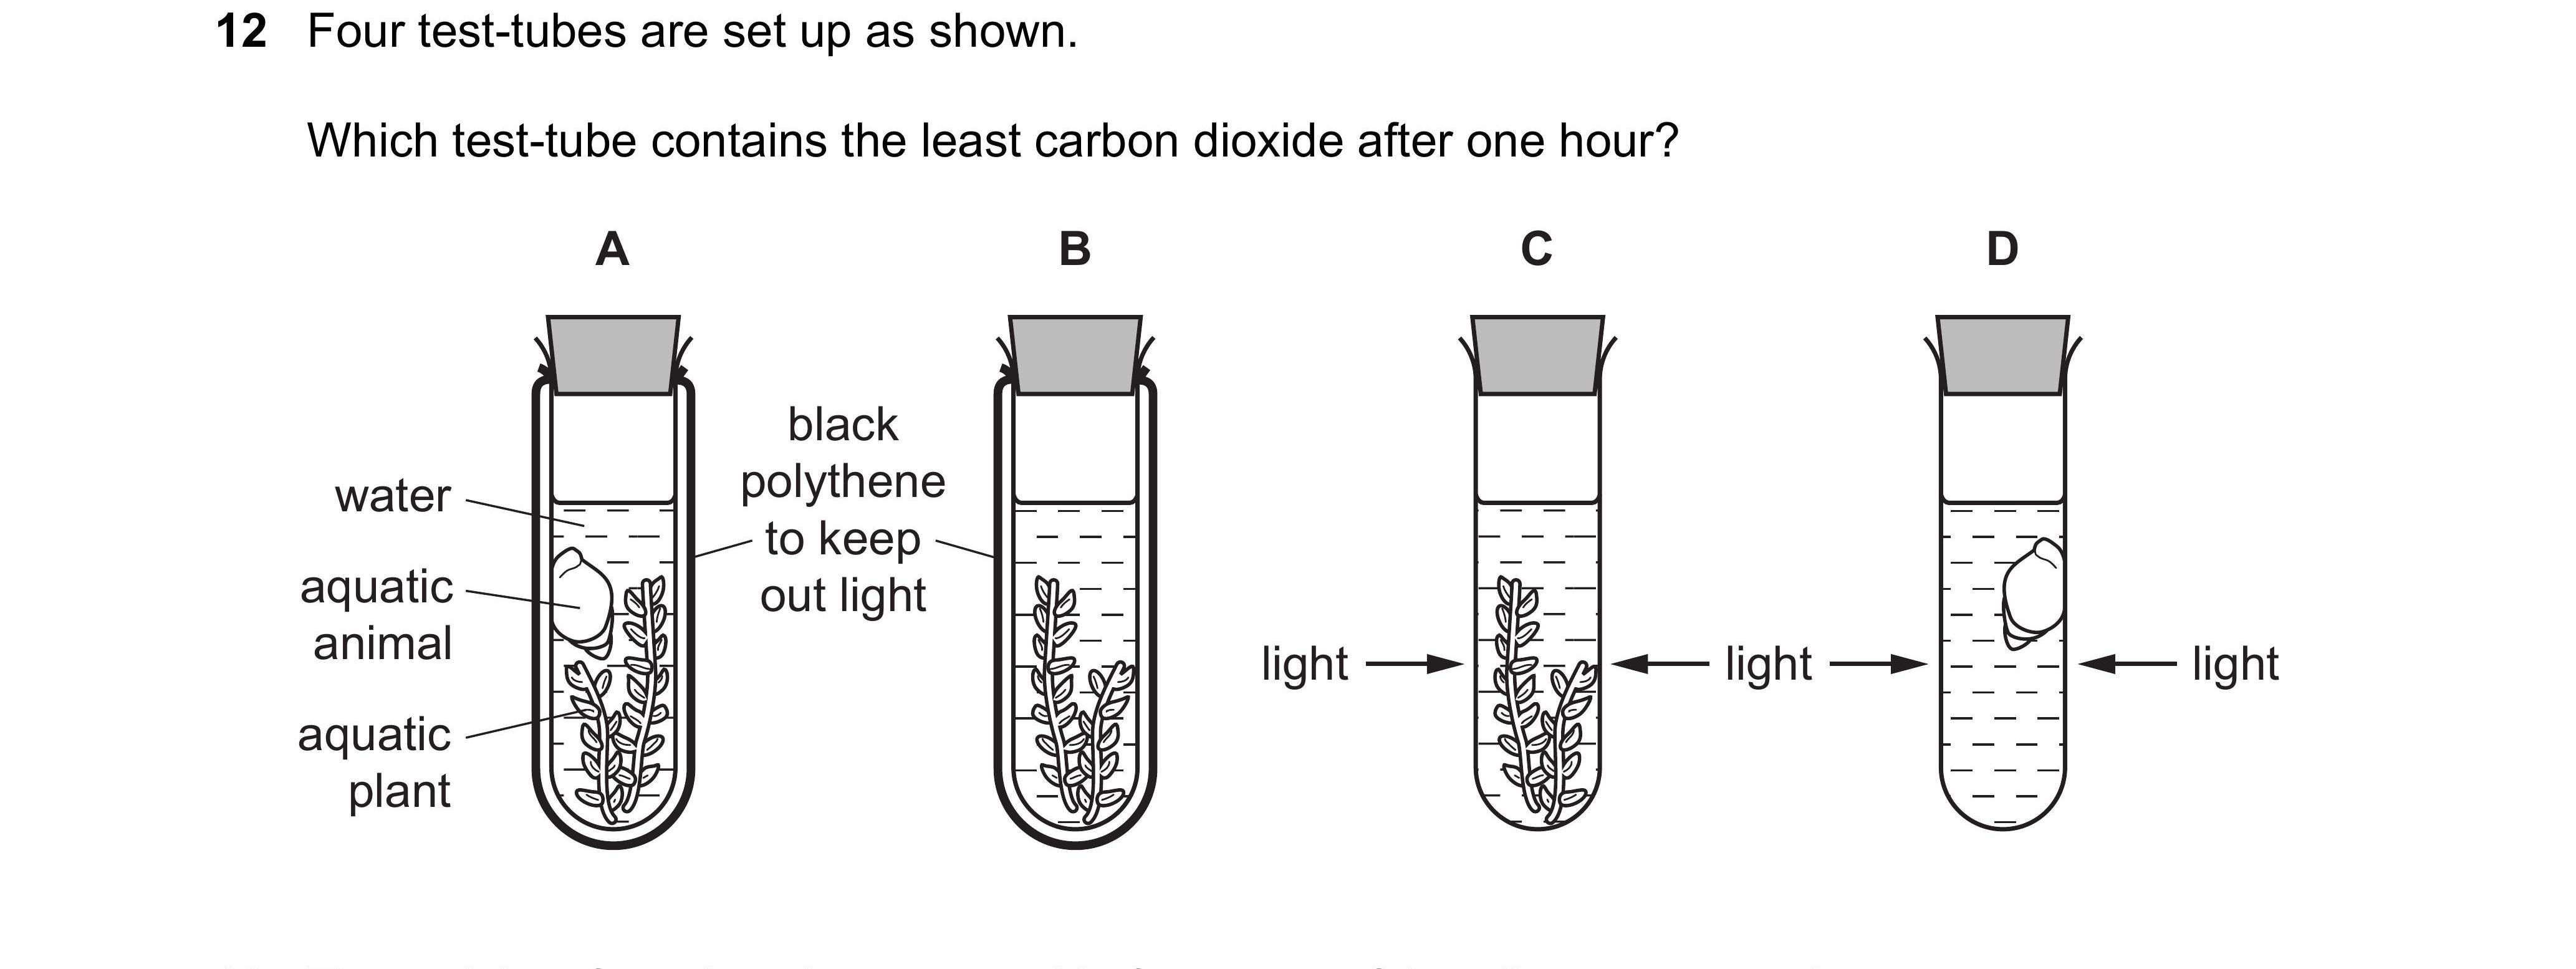 12 Four test-tubes are set up as shown.
Which test-tube contains the least carbon dioxide after one hour?
A B C D
water
aquatic
animal
aquatic
plant
black
polythene
to keep
out light
light
light
light